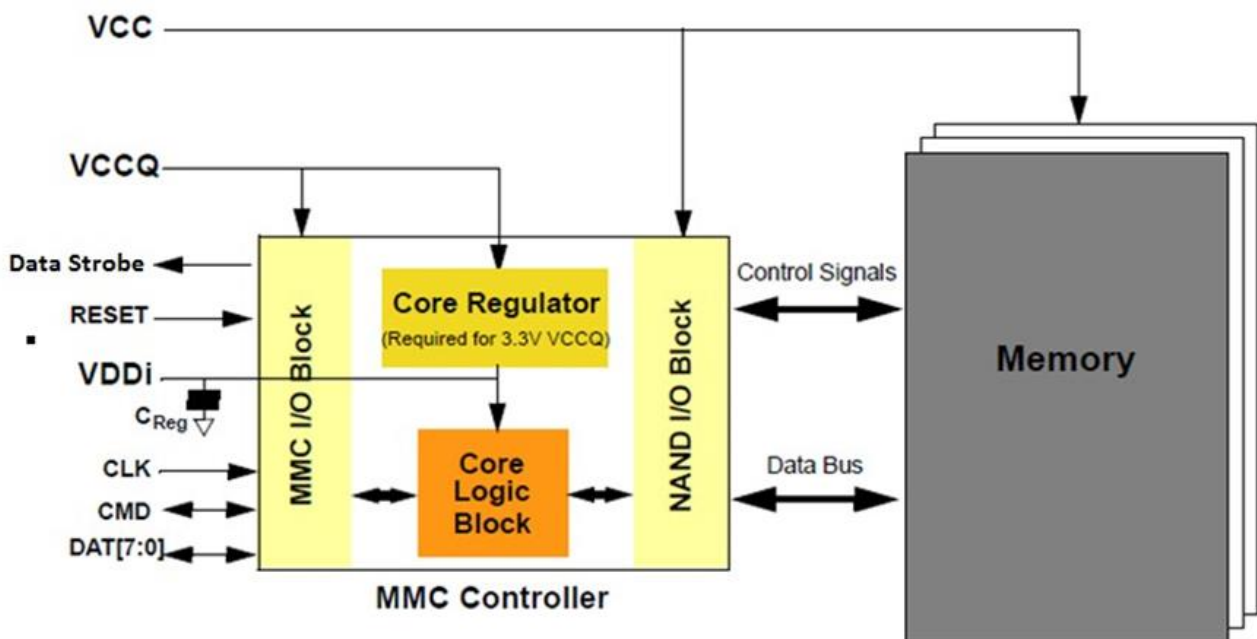 VCC
VCCQ
Data Strobe
RESET
VDDi
CReg
CLK
CMD
DAT[7:0]
MMC I/O Block
Core Regulator
(Required for 3.3V VCCQ)
Core
Logic
Block
NAND I/O Block
MMC Controller
Control Signals
Data Bus
Memory